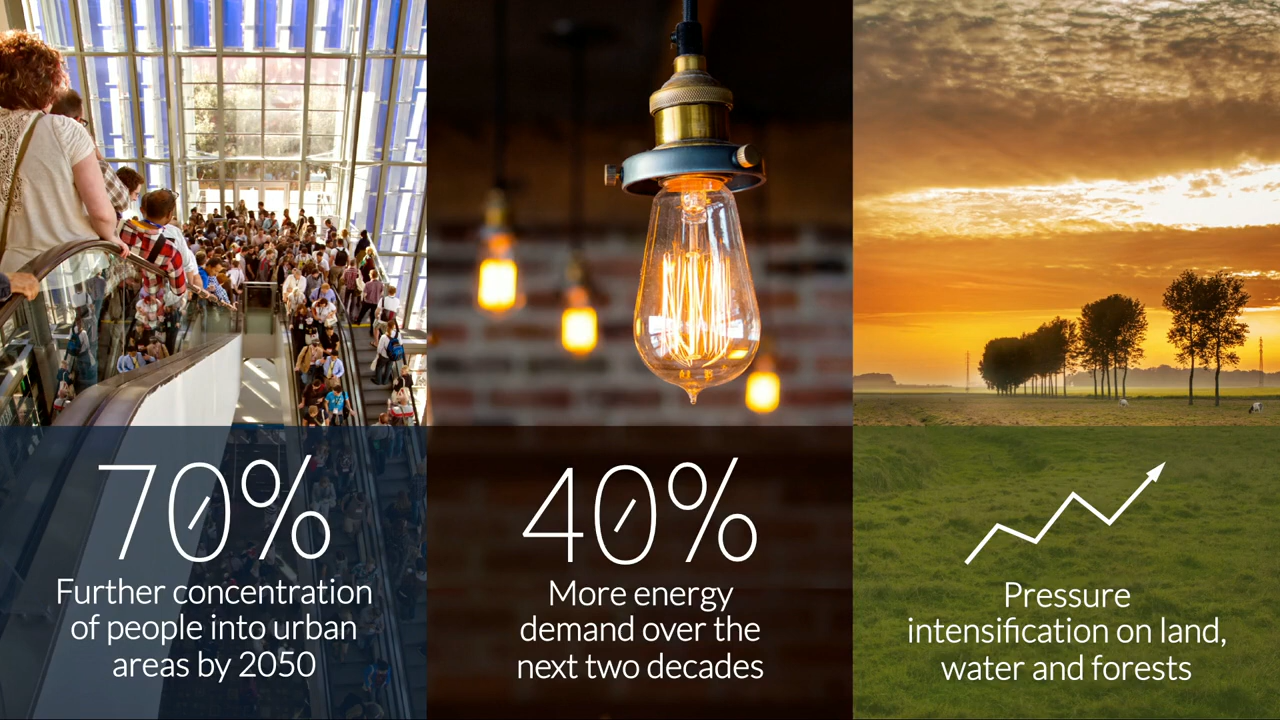 70%
Further concentration
of people into urban
areas by 2050
40%
More energy
demand over the
next two decades
Pressure
intensification on land,
water and forests